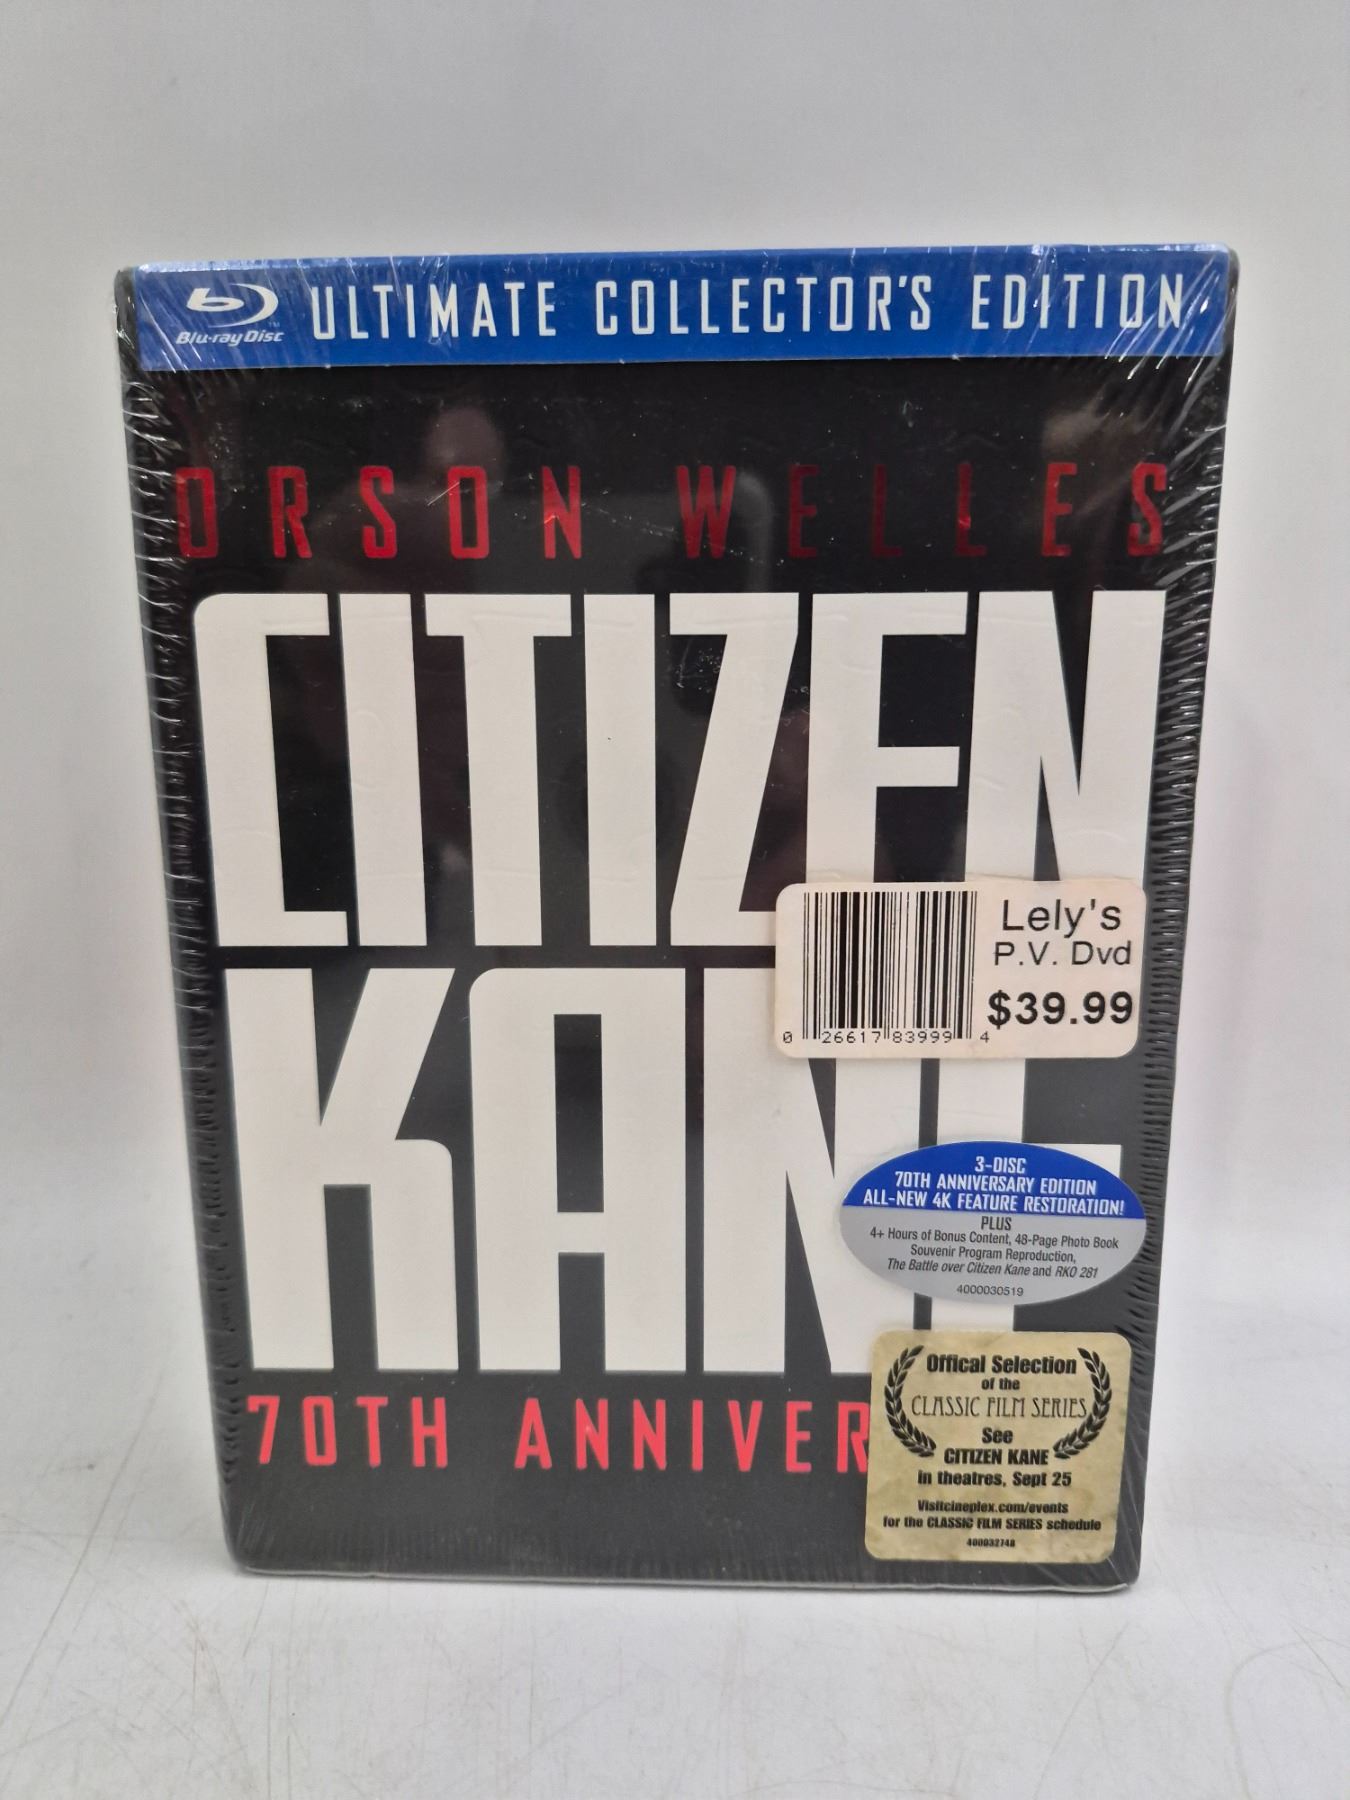 Blu-ray Disc™ ULTIMATE COLLECTOR'S EDITION
ORSON WELLES
CITIZEN
KANE
Lely's
P.V. Dvd
$39.99
0 26617 83999 4
3-DISC
70TH ANNIVERSARY EDITION
ALL-NEW 4K FEATURE RESTORATION!
PLUS
4+ Hours of Bonus Content, 48-Page Photo Book
Souvenir Program Reproduction,
The Battle over Citizen Kane and RKO 281
4000030519
70TH ANNIVER
Offical Selection
of the
CLASSIC FILM SERIES
See
CITIZEN KANE
in theatres, Sept 25
Visitcineplex.com/events
for the CLASSIC FILM SERIES schedule
400032748